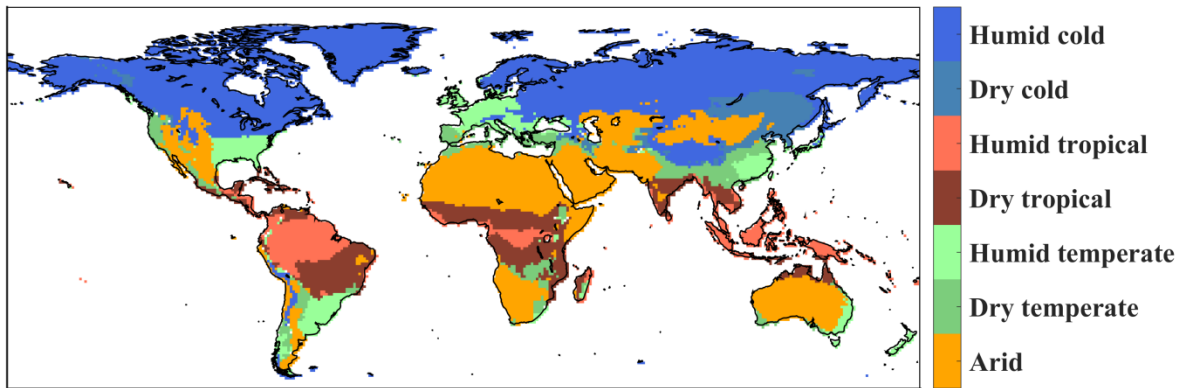 Humid cold
Dry cold
Humid tropical
Dry tropical
Humid temperate
Dry temperate
Arid